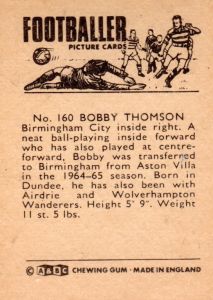 FOOTBALLER
PICTURE CARDS
No. 160 BOBBY THOMSON
Birmingham City inside right. A
neat ball-playing inside forward
who has also played at centre-
forward, Bobby was transferred
to Birmingham from Aston Villa
in the 1964-65 season. Born in
Dundee, he has also been with
Airdrie and Wolverhampton
Wanderers. Height 5' 9". Weight
11 st. 5 lbs.
© A&BC CHEWING GUM · MADE IN ENGLAND